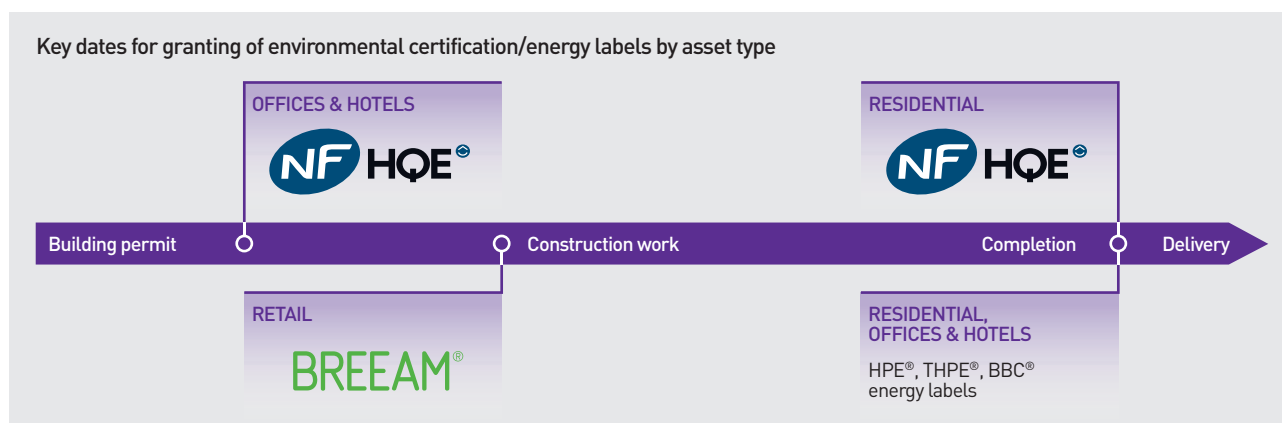 Key dates for granting of environmental certification/energy labels by asset type
OFFICES & HOTELS
NF HQE
RESIDENTIAL
NF HQE
Building permit
Construction work
Completion
Delivery
RETAIL
BREEAM®
RESIDENTIAL,
OFFICES & HOTELS
HPE®, THPE®, BBC®
energy labels